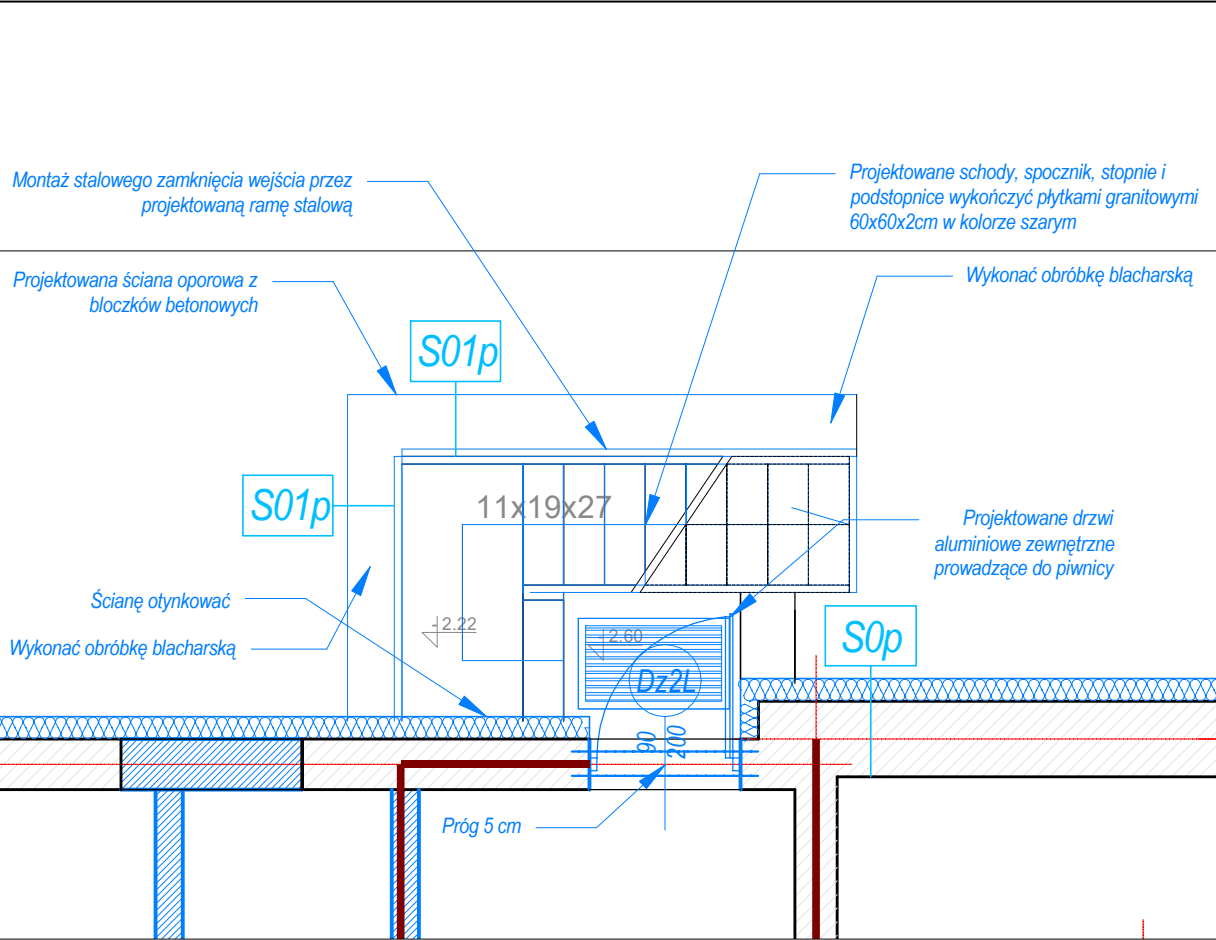 Montaż stalowego zamknięcia wejścia przez
projektowaną ramę stalową
Projektowane schody, spocznik, stopnie i
podstopnice wykończyć płytkami granitowymi
60x60x2cm w kolorze szarym
Projektowana ściana oporowa z
bloczków betonowych
Wykonać obróbkę blacharską
S01p
S01p
11x19x27
Projektowane drzwi
aluminiowe zewnętrzne
prowadzące do piwnicy
Ścianę otynkować
Wykonać obróbkę blacharską
-2.22
-2.60
S0p
Dz2L
90
200
Próg 5 cm